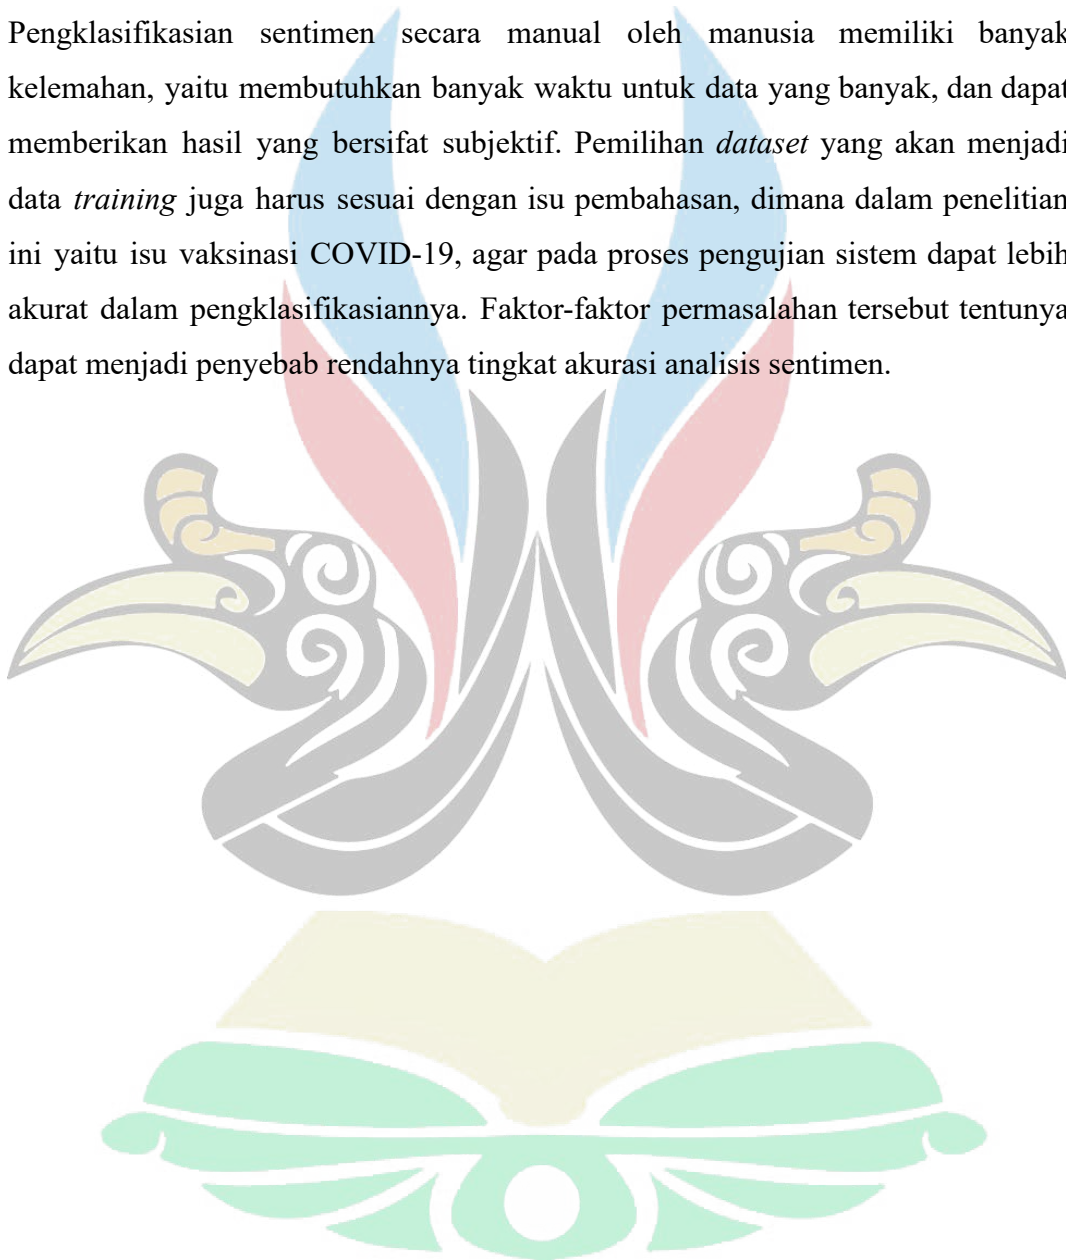 Pengklasifikasian sentimen secara manual oleh manusia memiliki banyak
kelemahan, yaitu membutuhkan banyak waktu untuk data yang banyak, dan dapat
memberikan hasil yang bersifat subjektif. Pemilihan dataset yang akan menjadi
data training juga harus sesuai dengan isu pembahasan, dimana dalam penelitian
ini yaitu isu vaksinasi COVID-19, agar pada proses pengujian sistem dapat lebih
akurat dalam pengklasifikasiannya. Faktor-faktor permasalahan tersebut tentunya
dapat menjadi penyebab rendahnya tingkat akurasi analisis sentimen.